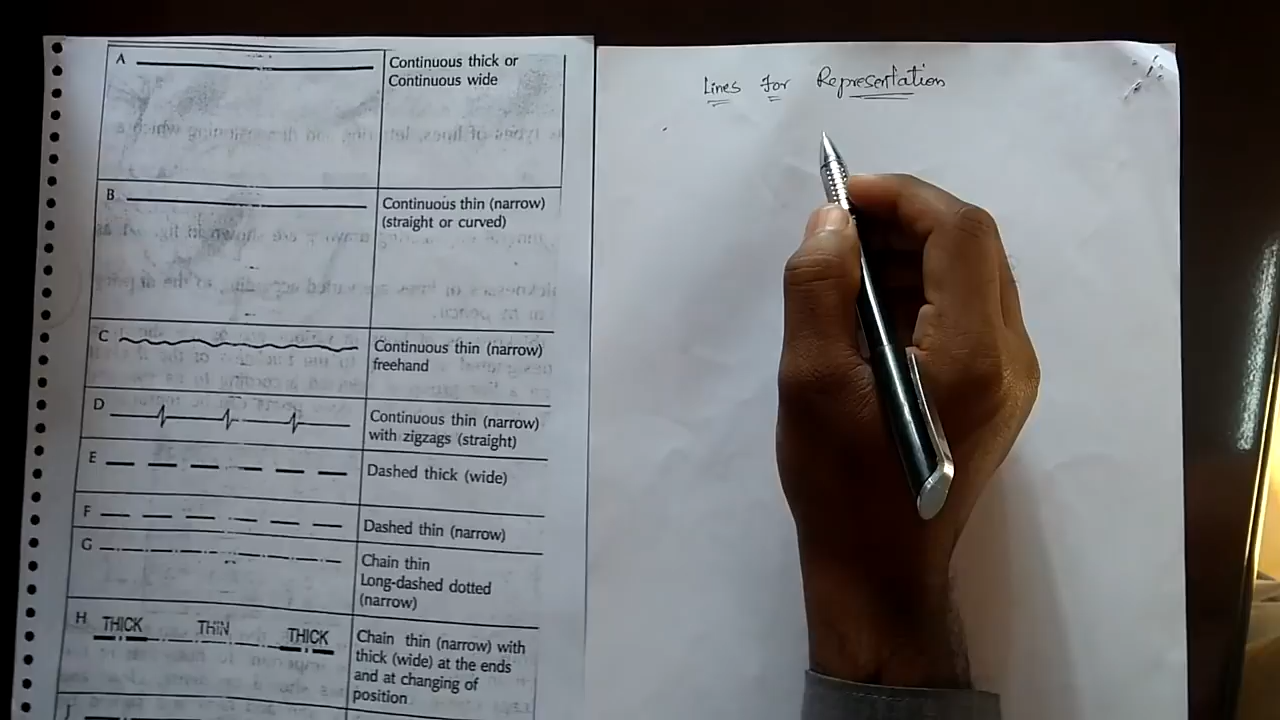 A
Continuous thick or
Continuous wide
B
Continuous thin (narrow)
(straight or curved)
C
Continuous thin (narrow)
freehand
D
Continuous thin (narrow)
with zigzags (straight)
E
Dashed thick (wide)
F
Dashed thin (narrow)
G
Chain thin
Long-dashed dotted
(narrow)
H THICK THIN THICK
Chain thin (narrow) with
thick (wide) at the ends
and at changing of
position
J
Lines For Representation